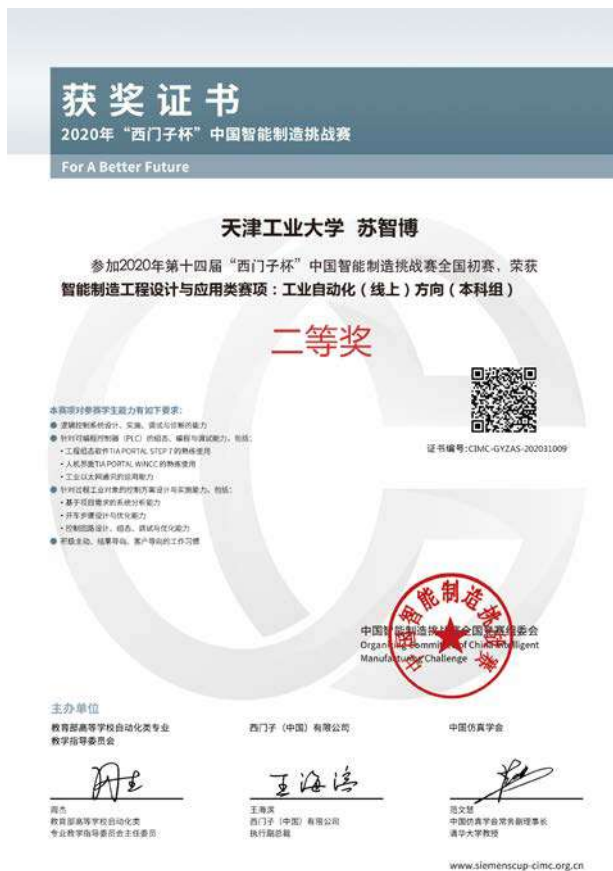 获奖证书
2020年“西门子杯”中国智能制造挑战赛
For A Better Future
天津工业大学 苏智博
参加2020年第十四届“西门子杯”中国智能制造挑战赛全国初赛，荣获
智能制造工程设计与应用类赛项：工业自动化（线上）方向（本科组）
二等奖
本赛项对参赛学生能力有如下要求：
● 逻辑控制系统设计、实施、调试与诊断的能力
● 针对可编程控制器（PLC）的组态、编程与调试能力，包括：
• 工程组态软件TIA PORTAL STEP 7的熟练使用
• 人机界面TIA PORTAL WINCC的熟练使用
• 工业以太网通讯的应用能力
● 针对过程工业对象的控制方案设计与实施能力，包括：
• 基于项目需求的系统分析能力
• 开车步骤设计与优化能力
• 控制回路设计、组态、调试与优化能力
● 积极主动、结果导向、客户导向的工作习惯
证书编号：CIMC-GYZAS-202031009
中国智能制造挑战赛全国竞赛组委会
Organizing Committee of China Intelligent
Manufacturing Challenge
中国智能制造挑战赛
主办单位
教育部高等学校自动化类专业
教学指导委员会
西门子（中国）有限公司
中国仿真学会
周杰
教育部高等学校自动化类
专业教学指导委员会主任委员
王海滨
西门子（中国）有限公司
执行副总裁
范文慧
中国仿真学会常务副理事长
清华大学教授
www.siemenscup-cimc.org.cn